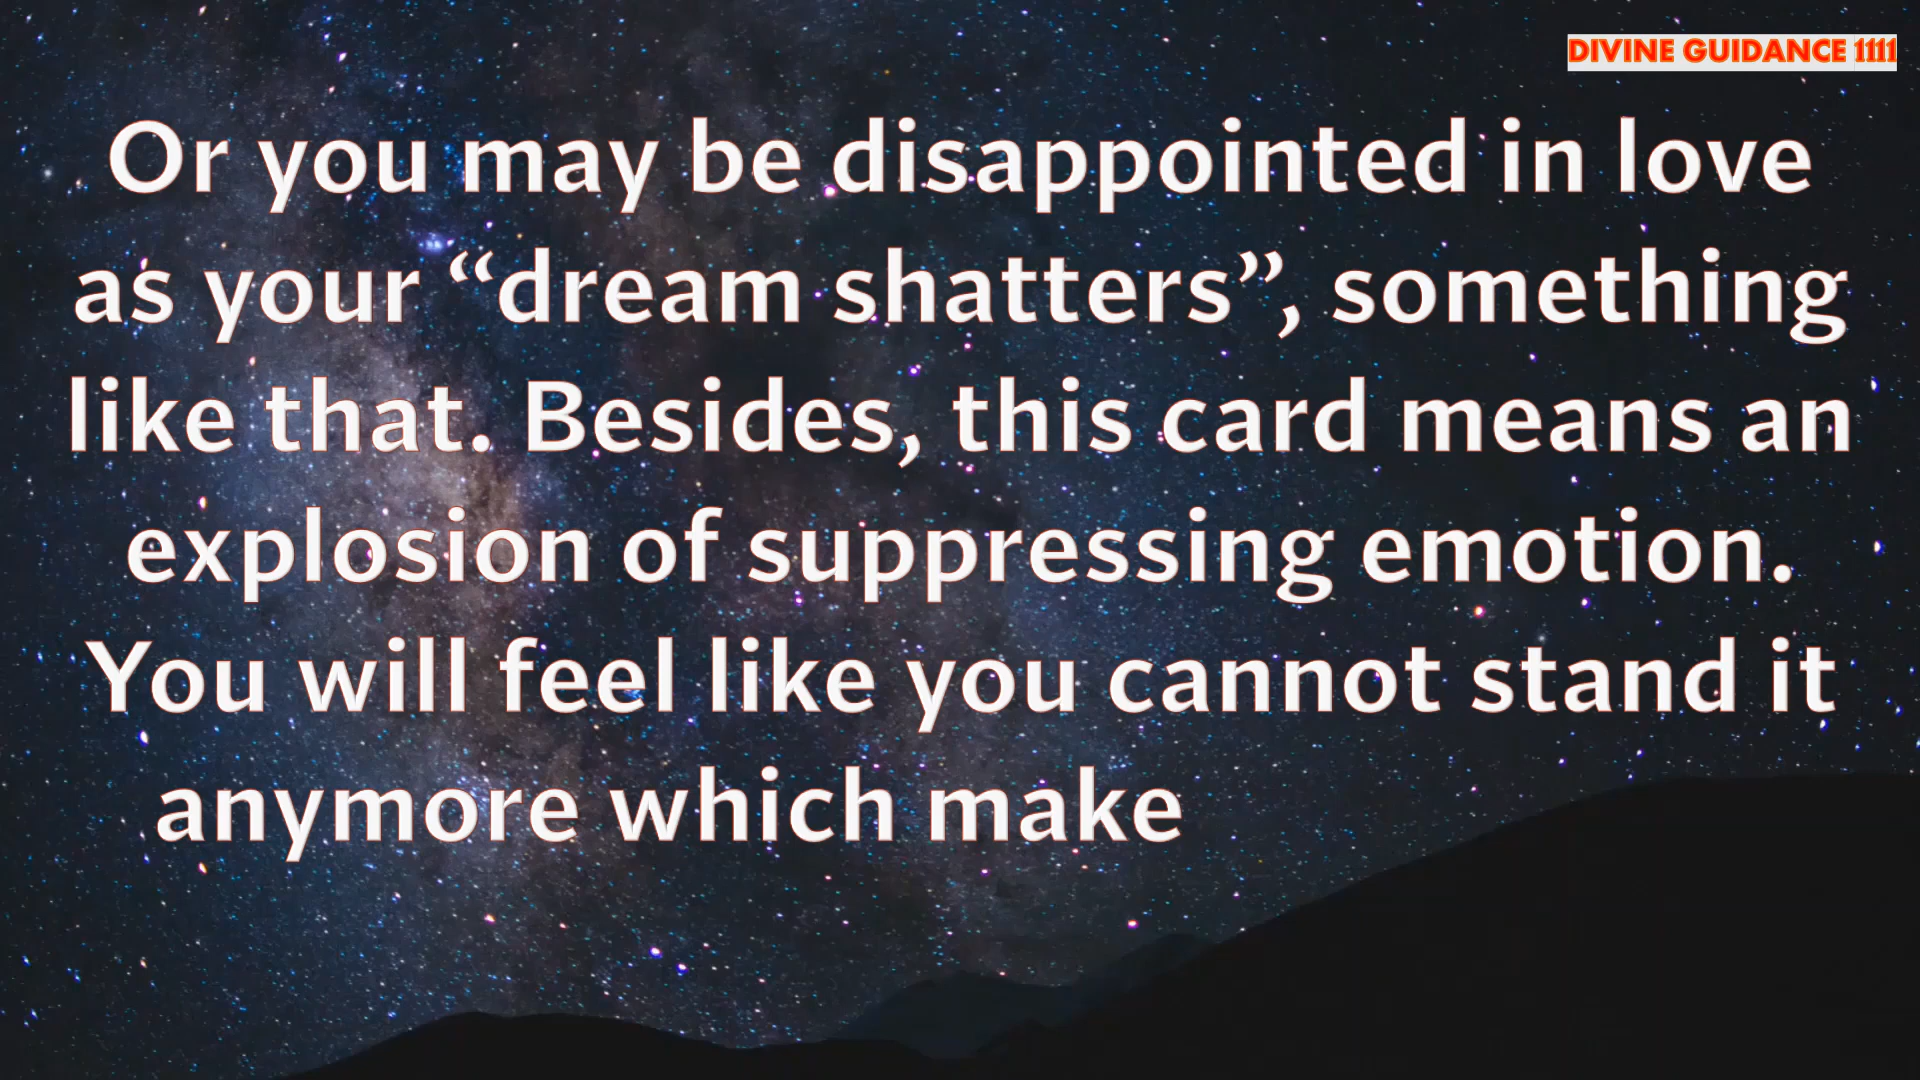 DIVINE GUIDANCE 1111
Or you may be disappointed in love
as your “dream shatters”, something
like that. Besides, this card means an
explosion of suppressing emotion.
You will feel like you cannot stand it
anymore which make